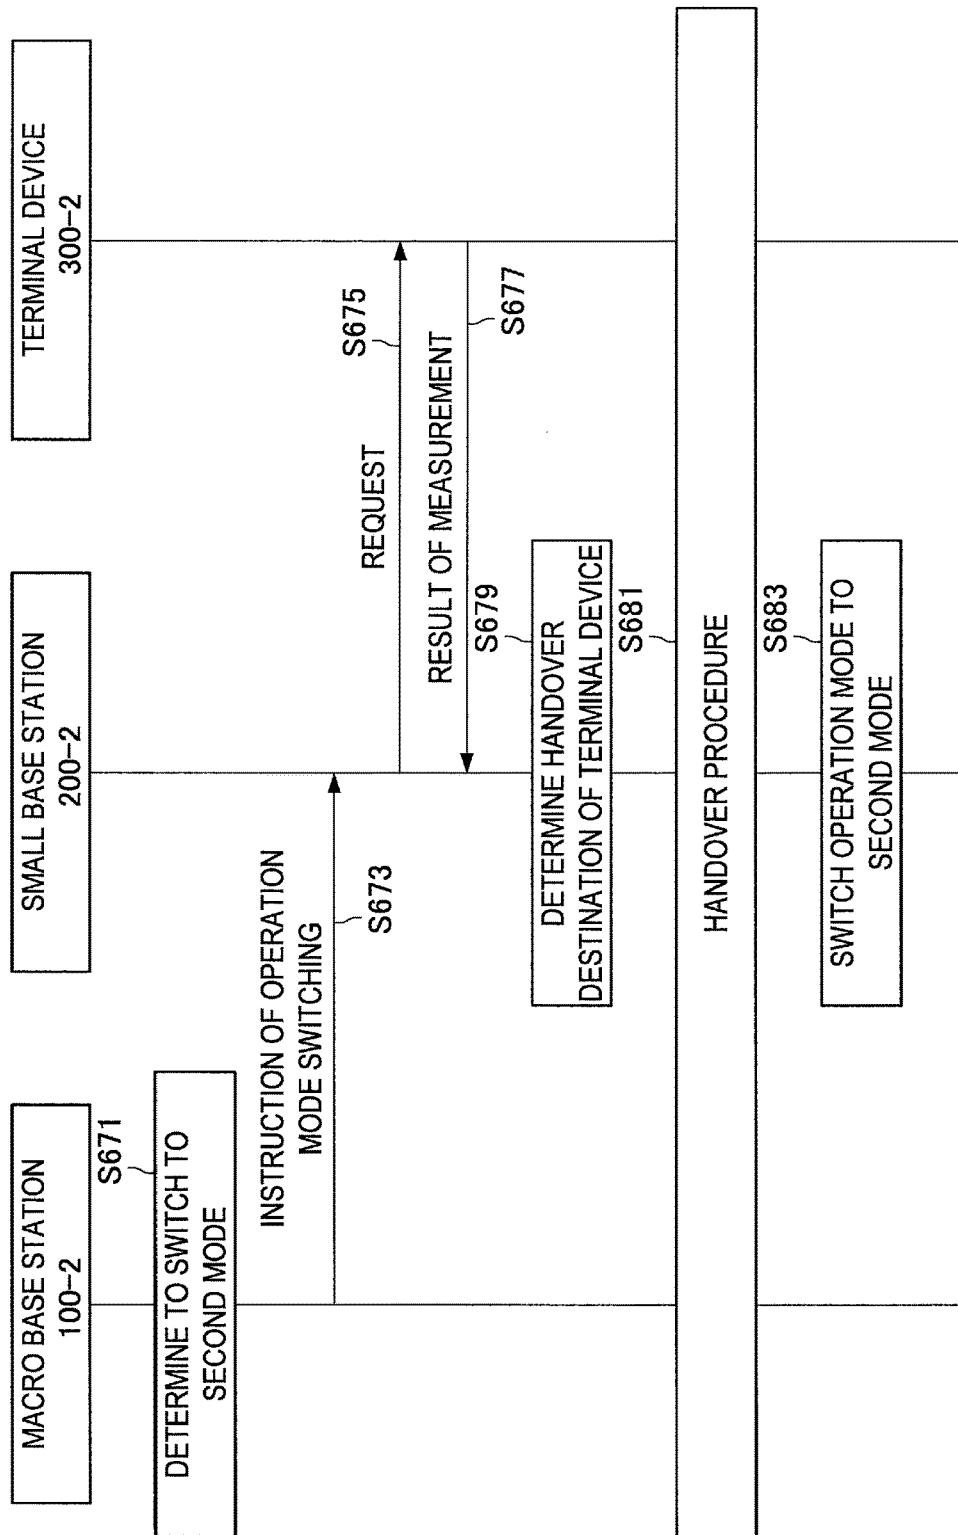 MACRO BASE STATION
100-2
SMALL BASE STATION
200-2
TERMINAL DEVICE
300-2
S671
DETERMINE TO SWITCH TO
SECOND MODE
INSTRUCTION OF OPERATION
MODE SWITCHING
S673
REQUEST
S675
RESULT OF MEASUREMENT
S677
S679
DETERMINE HANDOVER
DESTINATION OF TERMINAL DEVICE
S681
HANDOVER PROCEDURE
S683
SWITCH OPERATION MODE TO
SECOND MODE